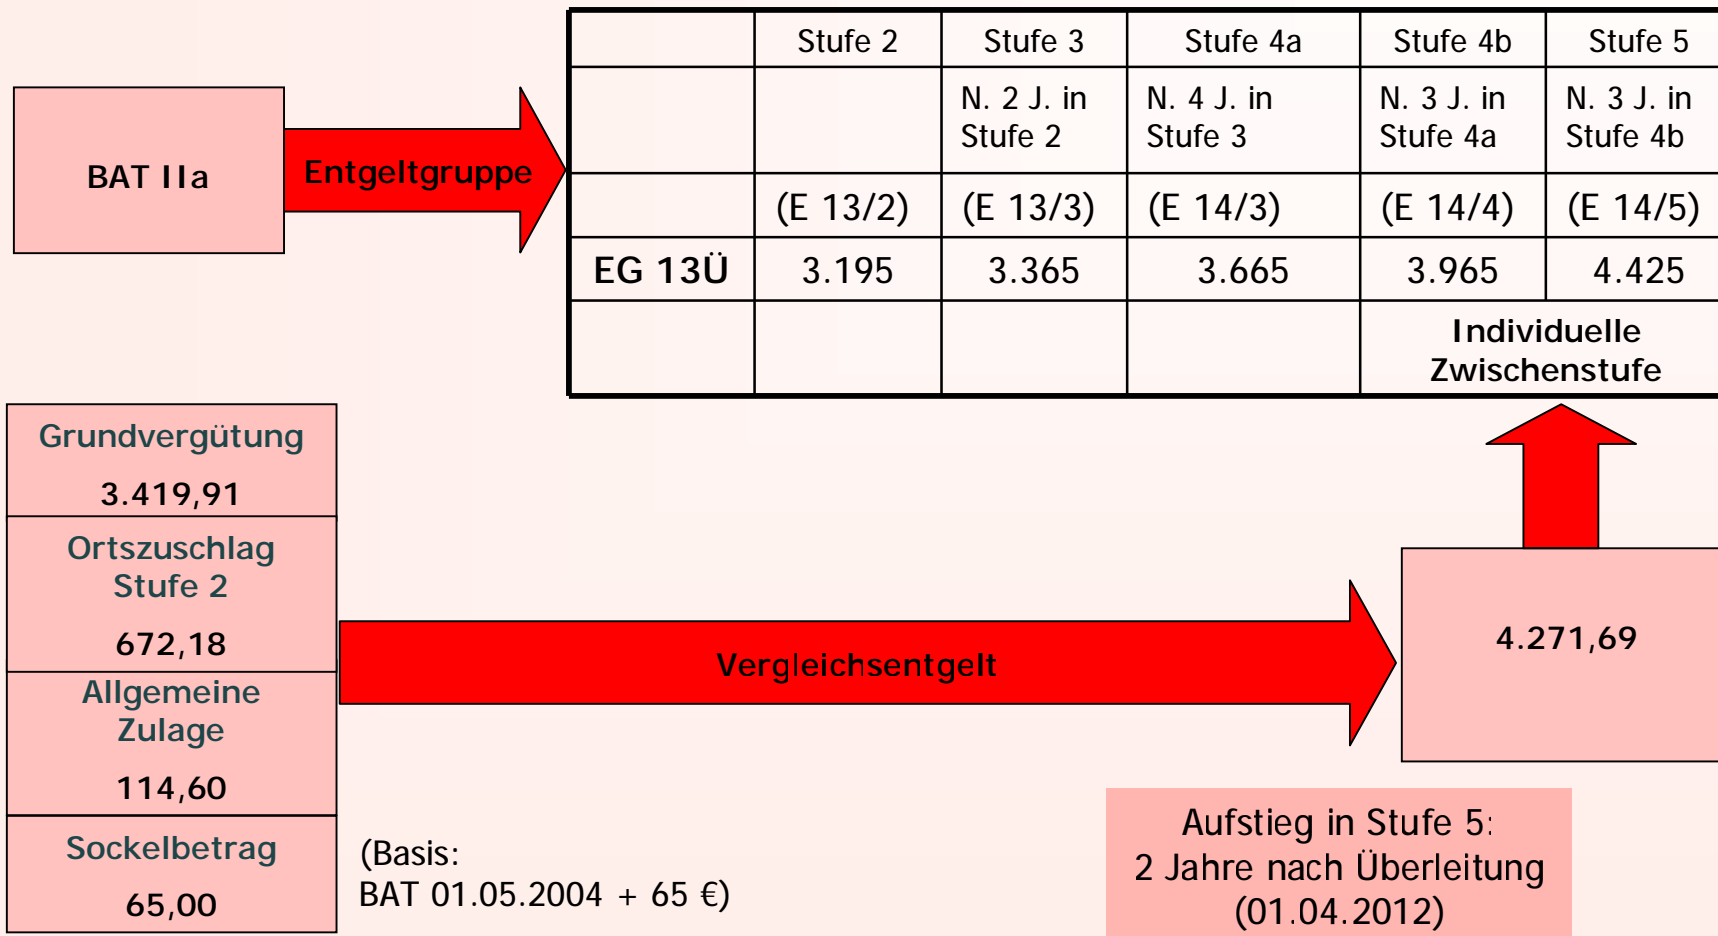 Stufe 2 Stufe 3 Stufe 4a Stufe 4b Stufe 5
N. 2 J. in N. 4 J. in N. 3 J. in N. 3 J. in
Stufe 2 Stufe 3 Stufe 4a Stufe 4b
BAT IIa
Entgeltgruppe
(E 13/2) (E 13/3) (E 14/3) (E 14/4) (E 14/5)
EG 13Ü 3.195 3.365 3.665 3.965 4.425
Individuelle
Zwischenstufe
Grundvergütung
3.419,91
Ortszuschlag
Stufe 2
672,18
Allgemeine
Zulage
114,60
Sockelbetrag
65,00
Vergleichsentgelt
4.271,69
(Basis:
BAT 01.05.2004 + 65 €)
Aufstieg in Stufe 5:
2 Jahre nach Überleitung
(01.04.2012)